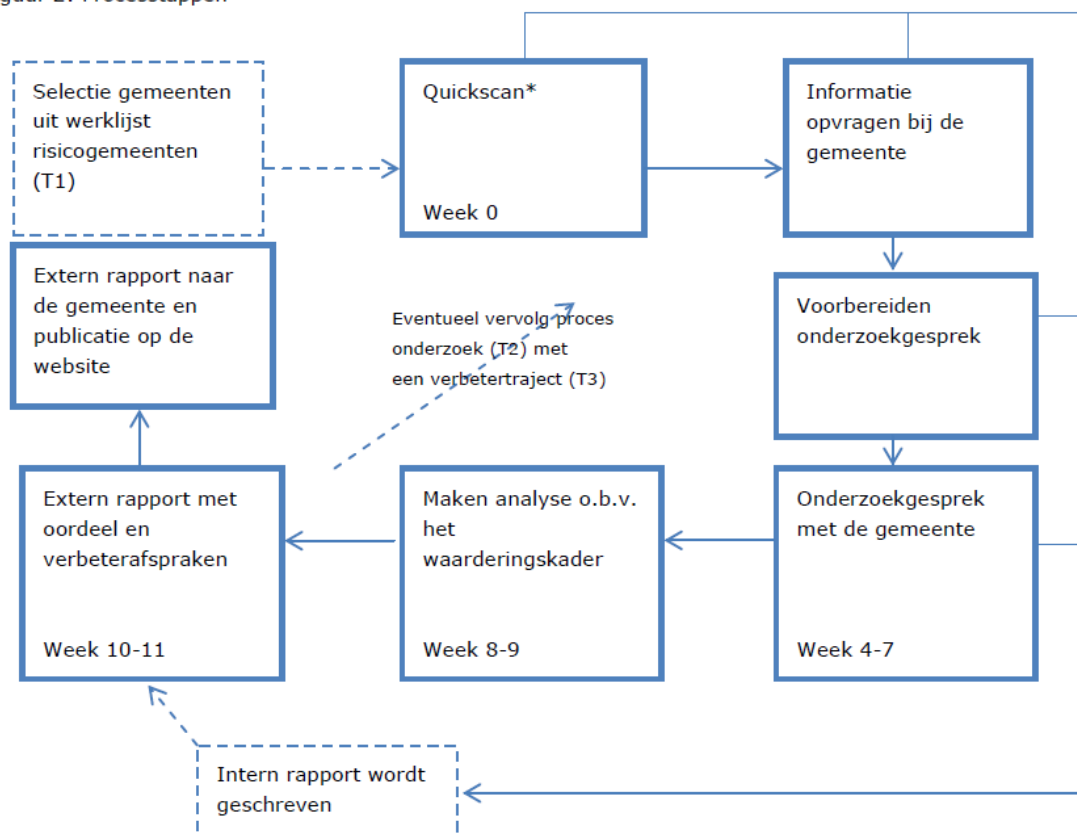 Selectie gemeenten
uit werklijst
risicogemeenten
(T1)
Quickscan*
Week 0
Informatie
opvragen bij de
gemeente
Extern rapport naar
de gemeente en
publicatie op de
website
Eventueel vervolg proces
onderzoek (T2) met
een verbetertraject (T3)
Voorbereiden
onderzoekgesprek
Extern rapport met
oordeel en
verbeterafspraken
Week 10-11
Maken analyse o.b.v.
het
waarderingskader
Week 8-9
Onderzoekgesprek
met de gemeente
Week 4-7
Intern rapport wordt
geschreven